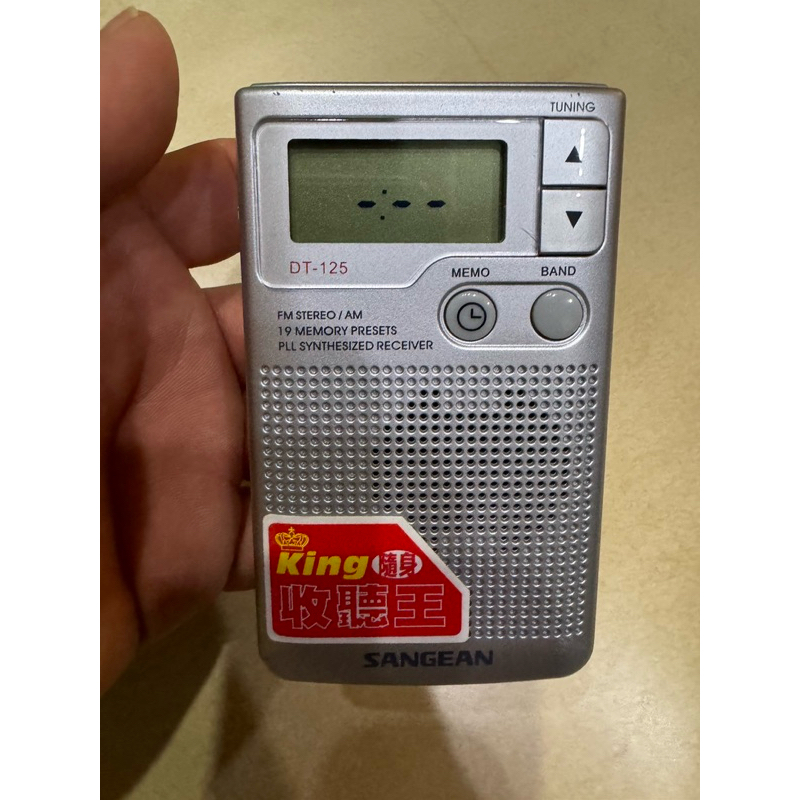 TUNING
DT-125
MEMO
BAND
FM STEREO / AM
19 MEMORY PRESETS
PLL SYNTHESIZED RECEIVER
King 隨身
收聽王
SANGEAN